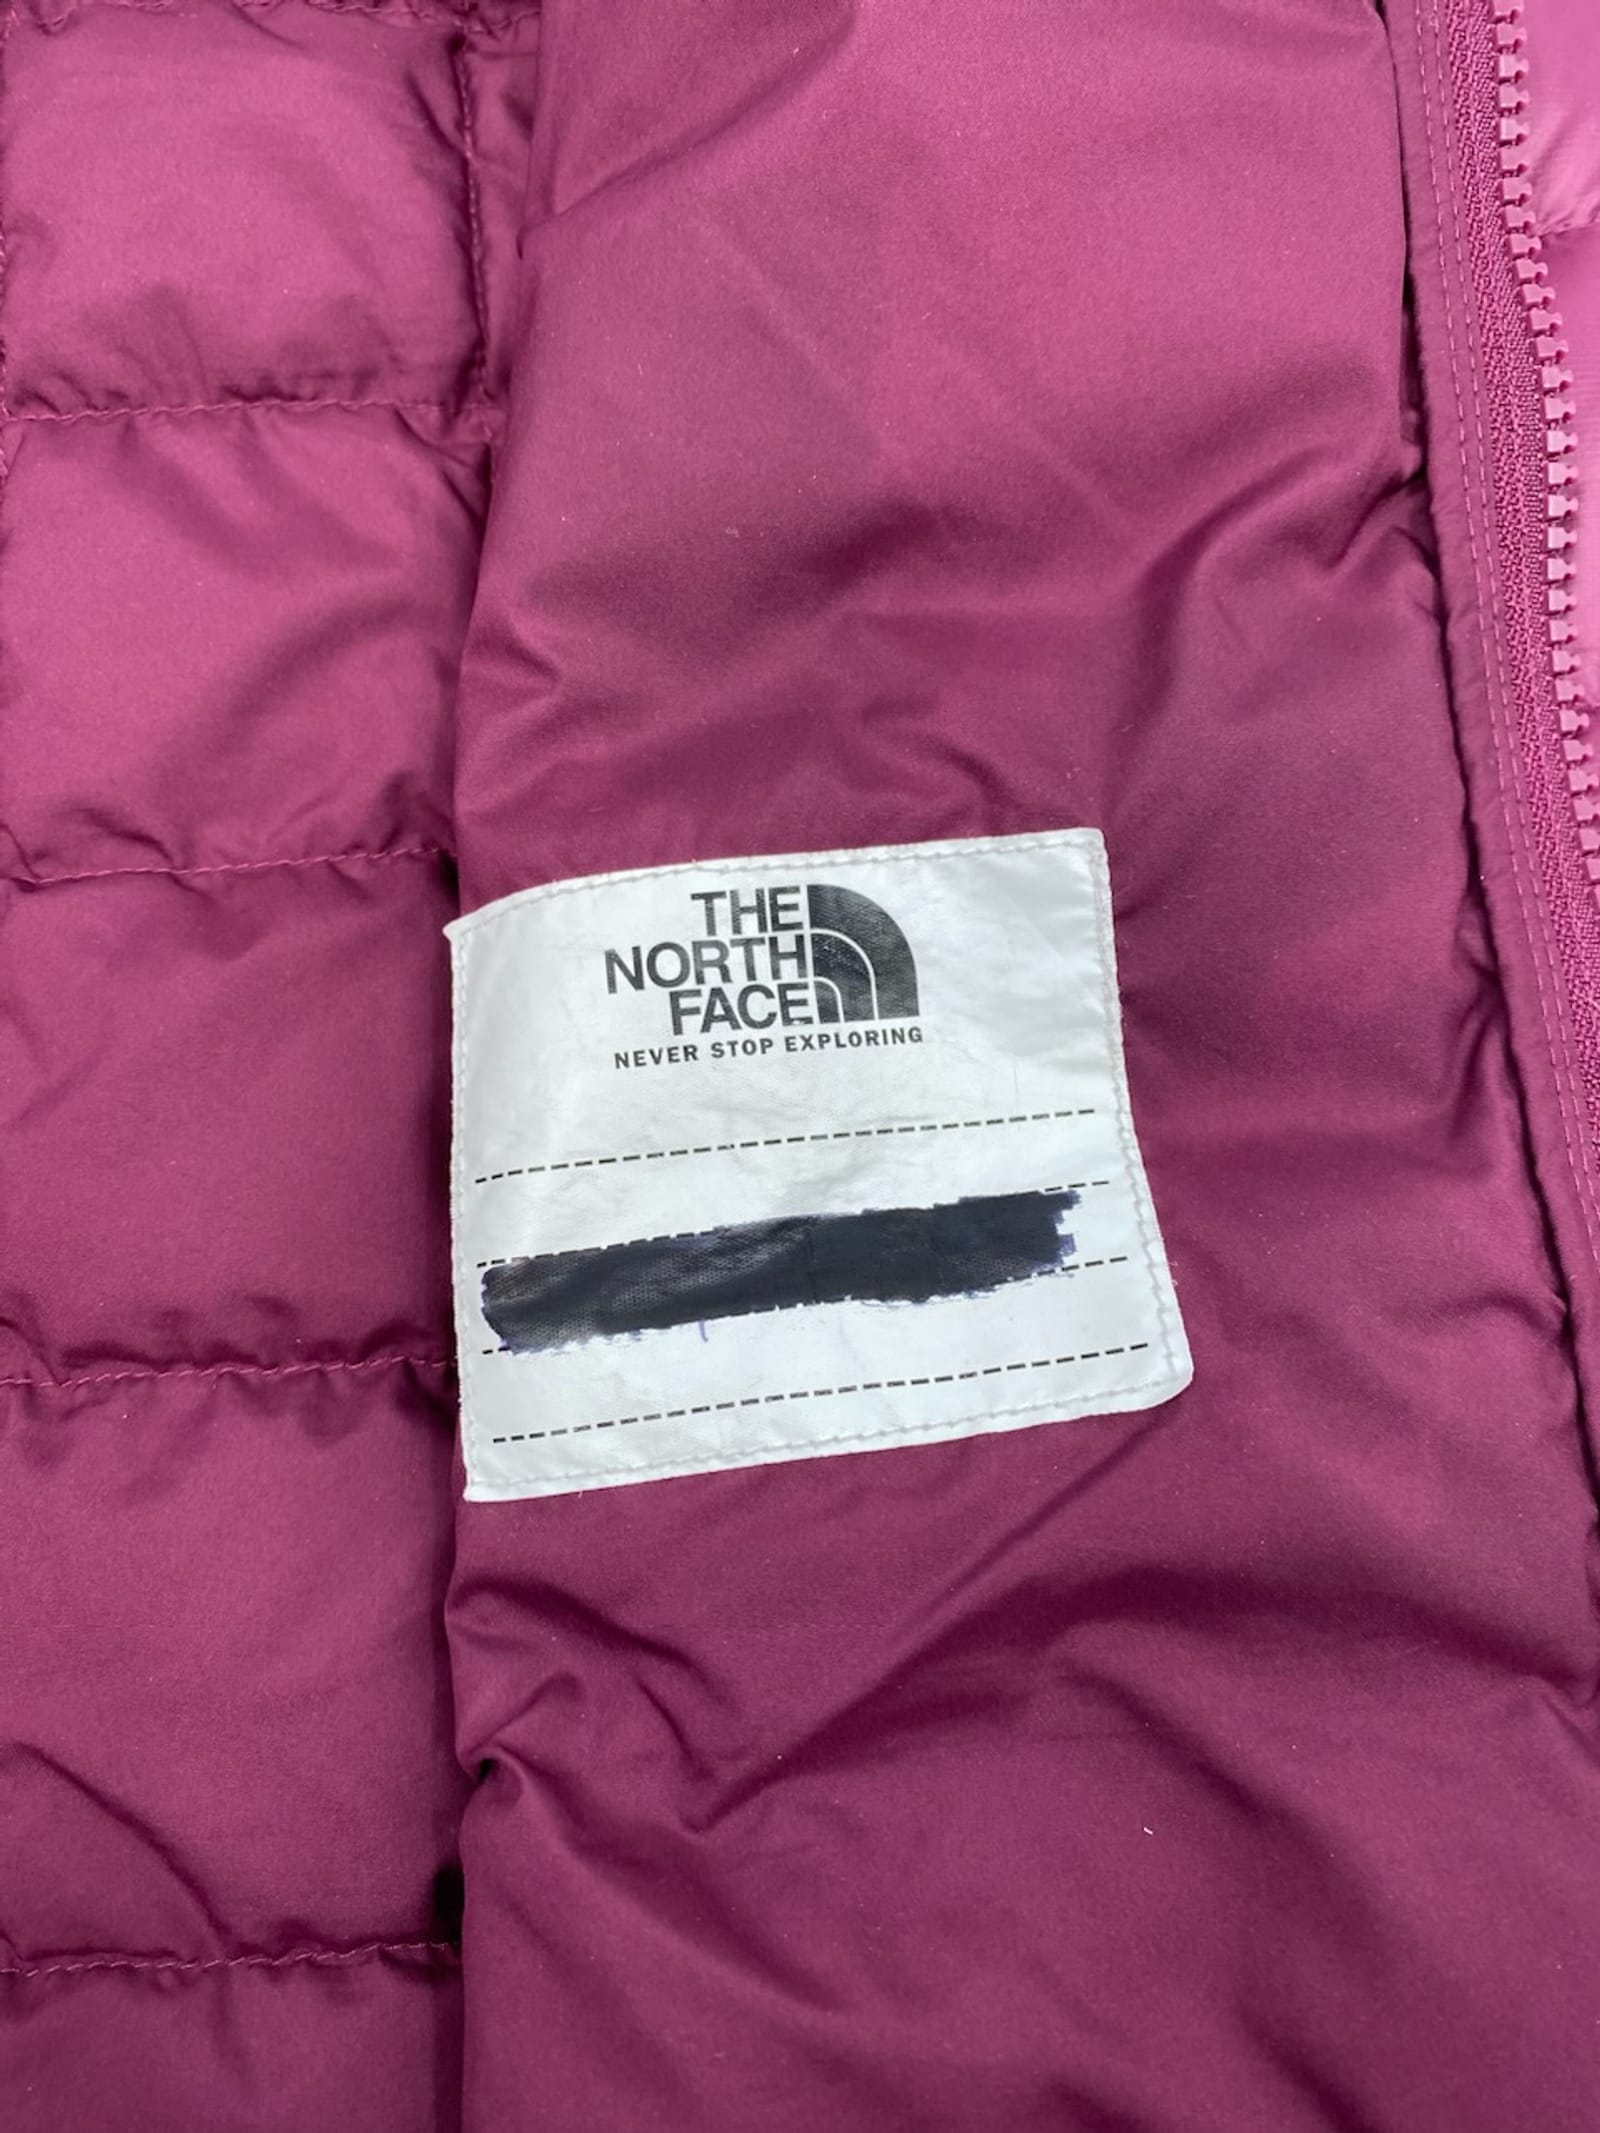 THE
NORTH
FACE
NEVER STOP EXPLORING